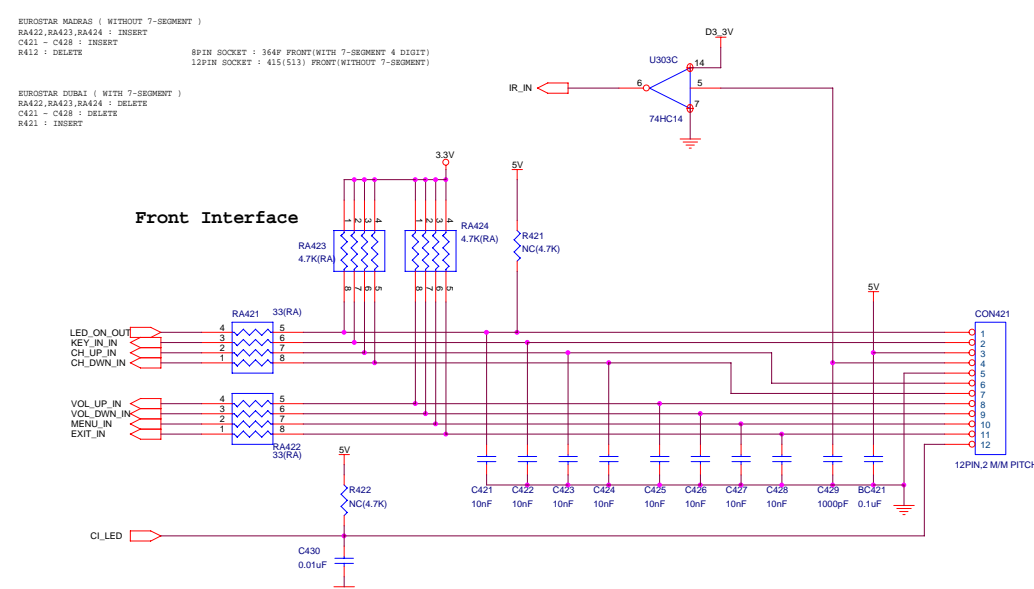 EUROSTAR MADRAS ( WITHOUT 7-SEGMENT )
RA422,RA423,RA424 : INSERT
C421 - C428 : INSERT
R412 : DELETE
8PIN SOCKET : 364F FRONT(WITH 7-SEGMENT 4 DIGIT)
12PIN SOCKET : 415(513) FRONT(WITHOUT 7-SEGMENT)
EUROSTAR DUBAI ( WITH 7-SEGMENT )
RA422,RA423,RA424 : DELETE
C421 - C428 : DELETE
R421 : INSERT
D3_3V
U303C
14
IR_IN
6
5
7
74HC14
3.3V
5V
Front Interface
1 2 3 4
1 2 3 4
RA423
4.7K(RA)
RA424
4.7K(RA)
R421
NC(4.7K)
8 7 6 5
8 7 6 5
5V
RA421
33(RA)
CON421
LED_ON_OUT 4 5 1
KEY_IN_IN 3 6 2
CH_UP_IN 2 7 3
CH_DWN_IN 1 8 4
5
6
7
VOL_UP_IN 4 5 8
VOL_DWN_IN 3 6 9
MENU_IN 2 7 10
EXIT_IN 1 8 11
12
RA422
33(RA)
12PIN,2 M/M PITCH
5V
R422
NC(4.7K)
C421 C422 C423 C424 C425 C426 C427 C428 C429 BC421
10nF 10nF 10nF 10nF 10nF 10nF 10nF 10nF 1000pF 0.1uF
CI_LED
C430
0.01uF